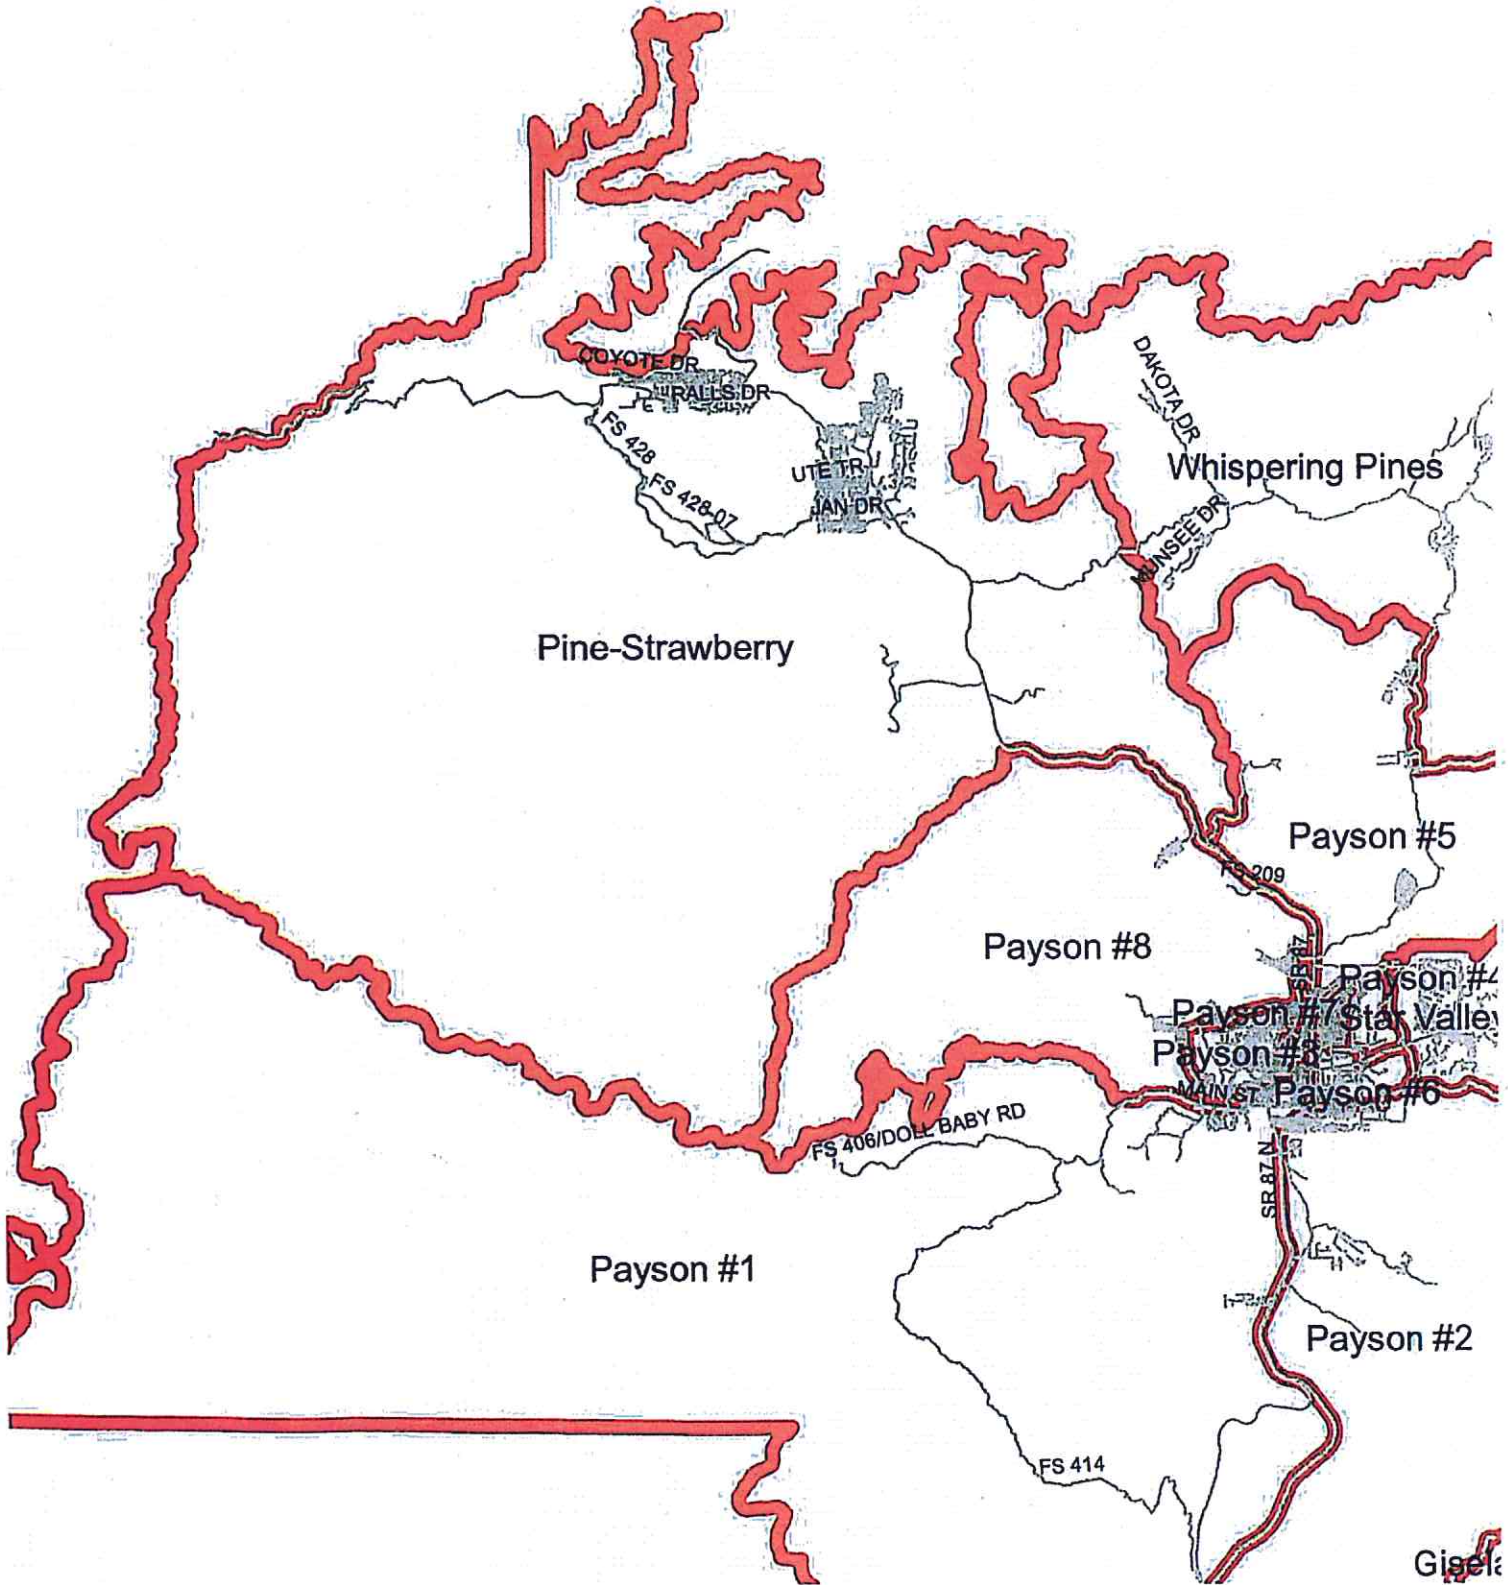 COYOTE DR
RALLS DR
FS 428
FS 428-07
UTE TR
JAN DR
DAKOTA DR
Whispering Pines
MUNSEE DR
Pine-Strawberry
Payson #5
FS 209
Payson #8
SR 87
Payson #4
Payson #7
Star Valley
Payson #3
MAIN ST
Payson #6
FS 406/DOLL BABY RD
SR 87 N
Payson #1
Payson #2
FS 414
Gisela